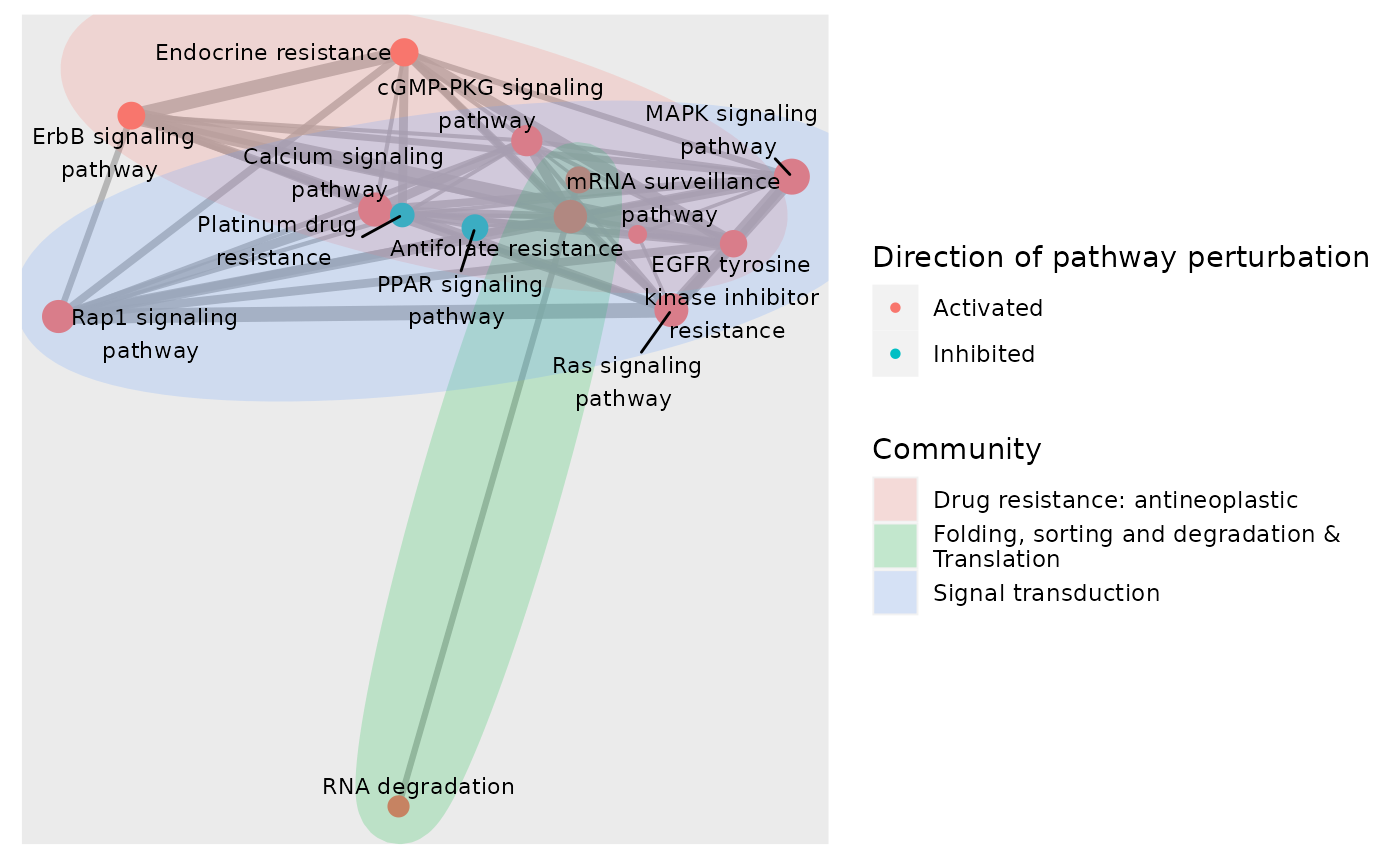 Endocrine resistance
cGMP-PKG signaling
pathway
MAPK signaling
pathway
ErbB signaling
pathway
Calcium signaling
pathway
mRNA surveillance
pathway
Platinum drug
resistance
Antifolate resistance
EGFR tyrosine
kinase inhibitor
resistance
PPAR signaling
pathway
Rap1 signaling
pathway
Ras signaling
pathway
RNA degradation
Direction of pathway perturbation
Activated
Inhibited
Community
Drug resistance: antineoplastic
Folding, sorting and degradation &
Translation
Signal transduction